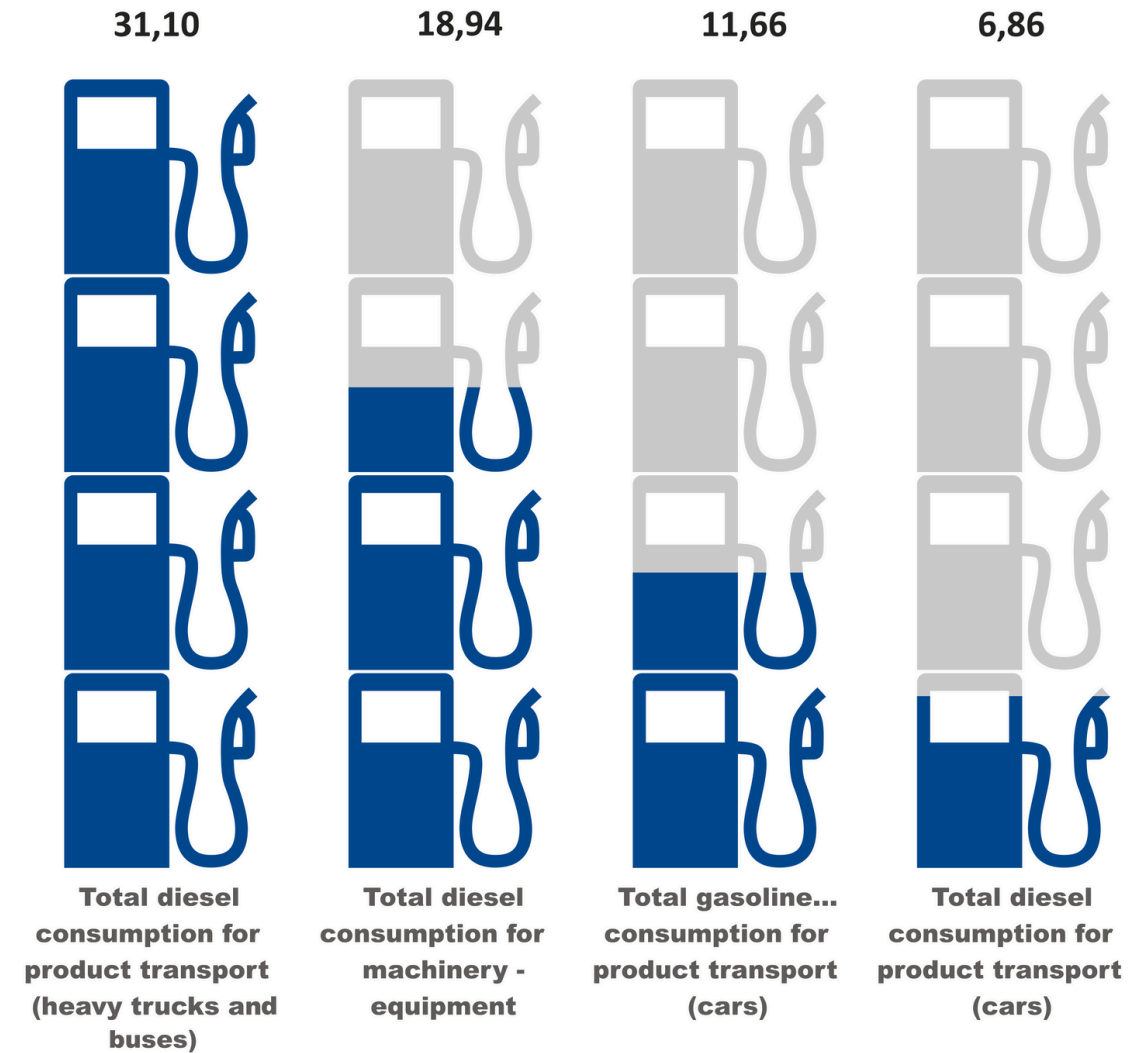 31,10
18,94
11,66
6,86
Total diesel
consumption for
product transport
(heavy trucks and
buses)
Total diesel
consumption for
machinery -
equipment
Total gasoline...
consumption for
product transport
(cars)
Total diesel
consumption for
product transport
(cars)